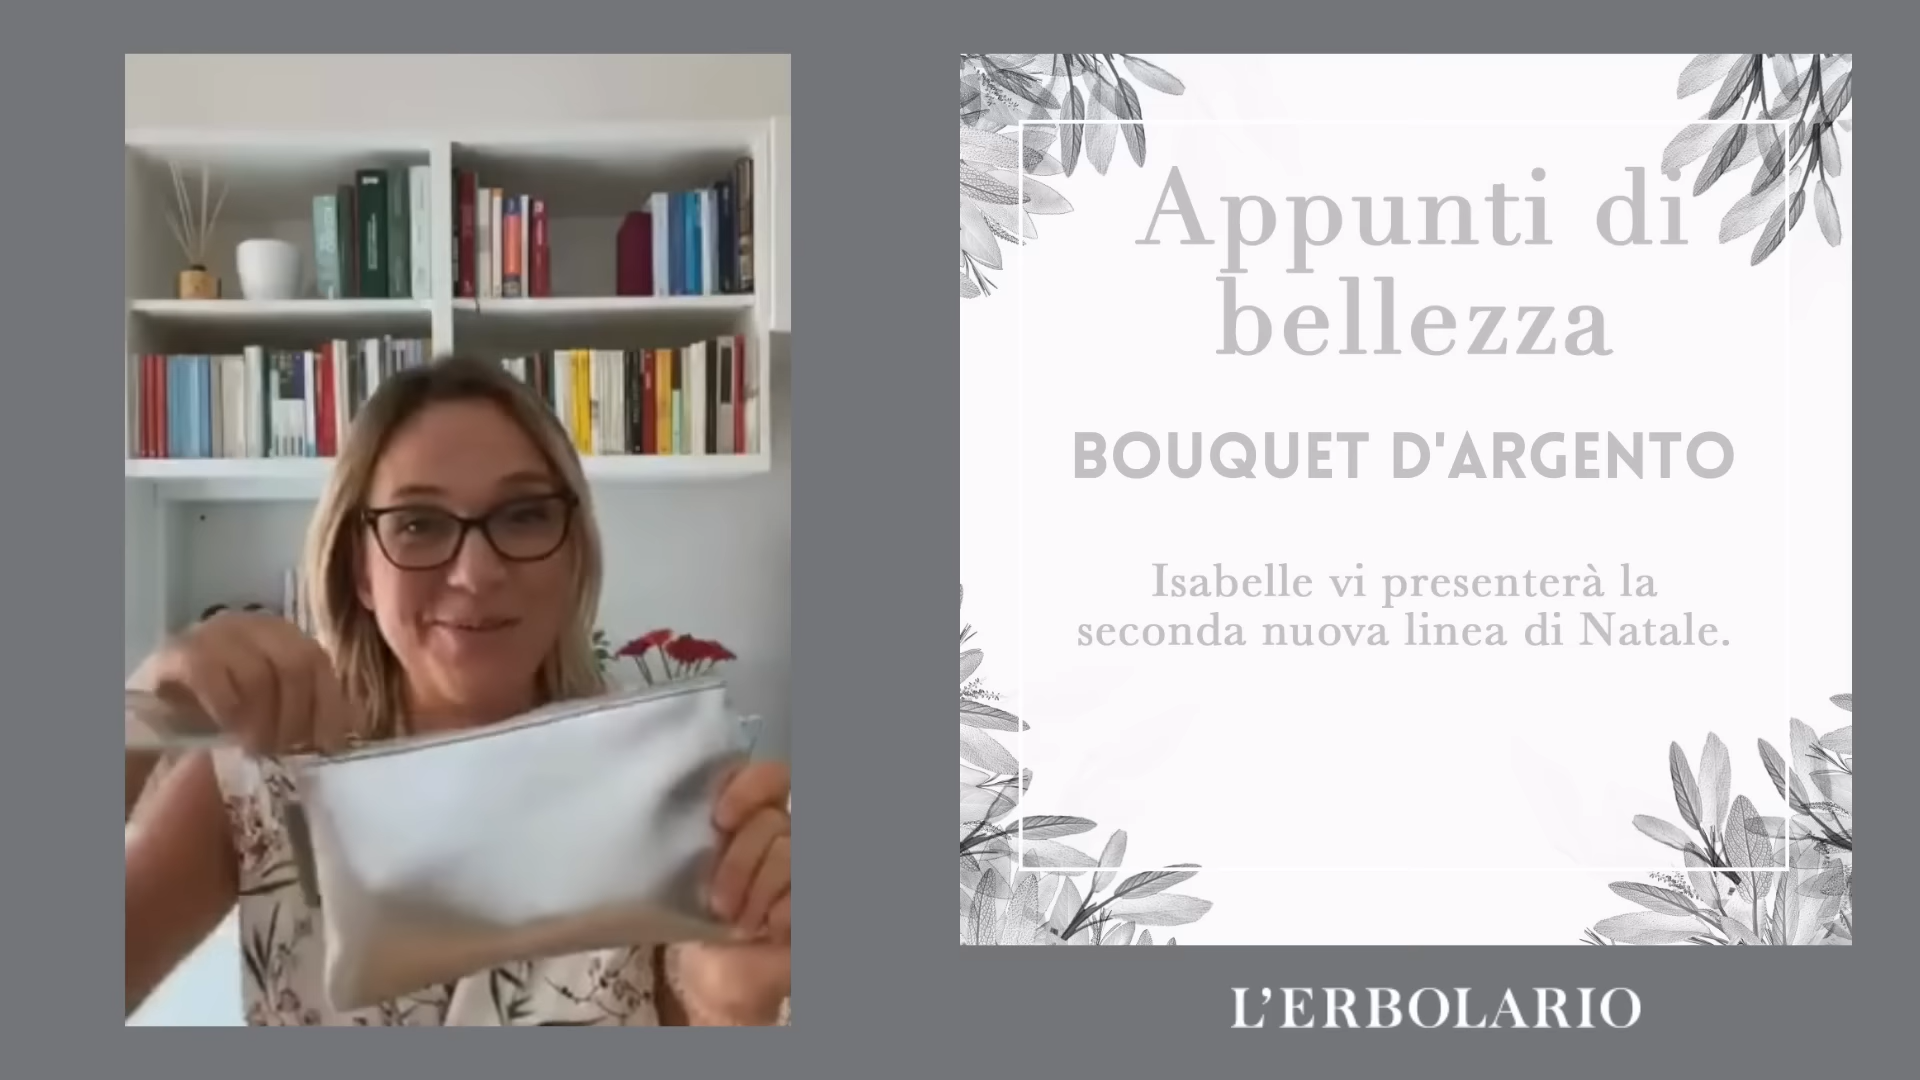 Appunti di
bellezza
BOUQUET D'ARGENTO
Isabelle vi presenterà la
seconda nuova linea di Natale.
L'ERBOLARIO